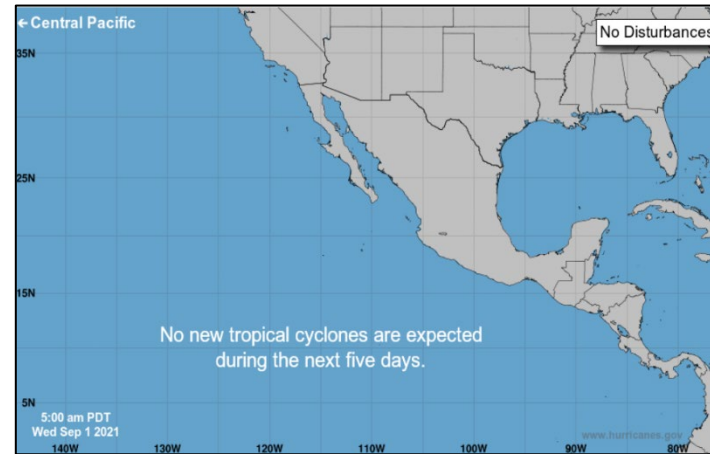 ← Central Pacific
No Disturbances
35N
25N
15N
No new tropical cyclones are expected
during the next five days.
5N
5:00 am PDT
Wed Sep 1 2021
www.hurricanes.gov
140W 130W 120W 110W 100W 90W 80W